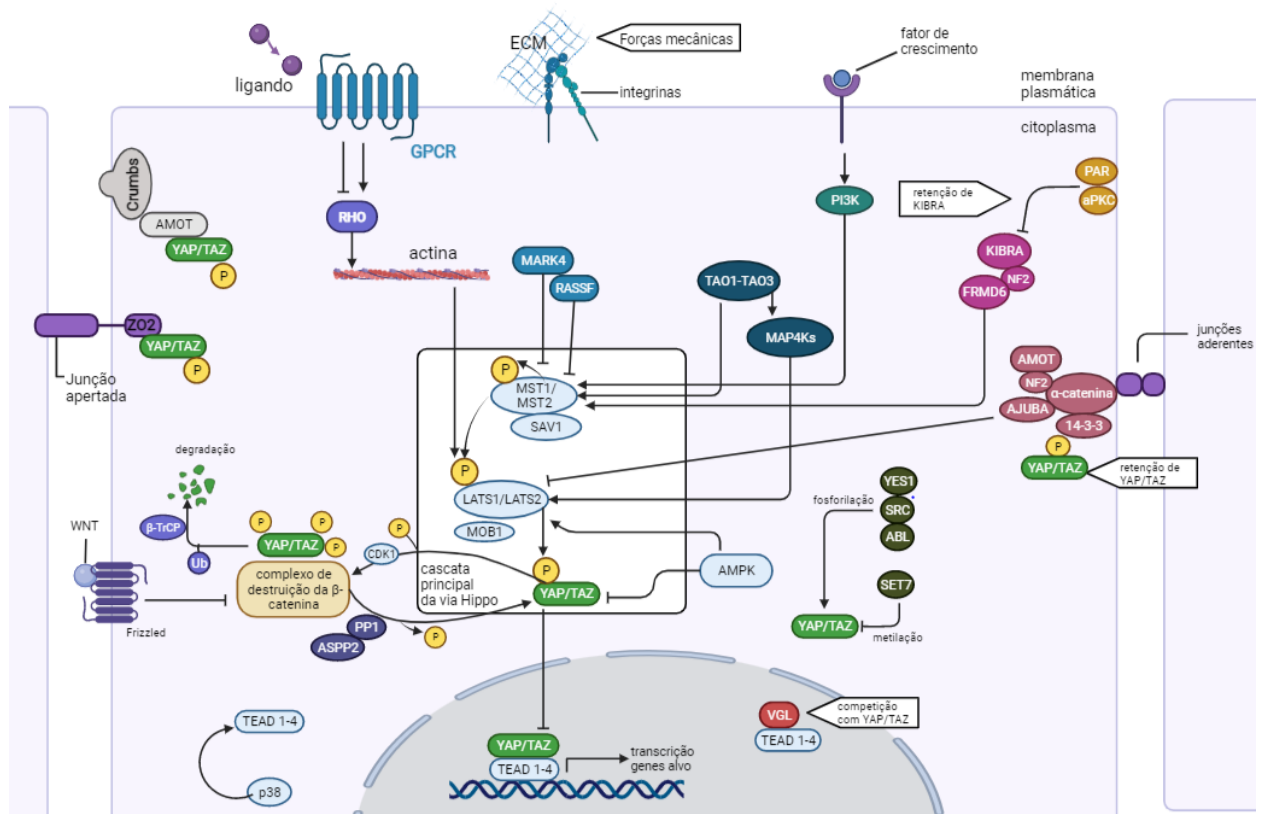 ligando
ECM
Forças mecânicas
integrinas
fator de
crescimento
membrana
plasmática
citoplasma
GPCR
Crumbs
AMOT
YAP/TAZ
P
RHO
actina
MARK4
RASSF
PI3K
retenção de
KIBRA
PAR
aPKC
KIBRA
NF2
FRMD6
TAO1-TAO3
MAP4Ks
ZO2
YAP/TAZ
P
Junção
apertada
P
MST1/
MST2
SAV1
junções
aderentes
AMOT
NF2
α-catenina
AJUBA
14-3-3
P
YAP/TAZ
retenção de
YAP/TAZ
degradação
β-TrCP
Ub
P
P
P
YAP/TAZ
WNT
Frizzled
complexo de
destruição da β-
catenina
P
CDK1
P
LATS1/LATS2
MOB1
cascata
principal
da via Hippo
P
YAP/TAZ
AMPK
PP1
ASPP2
P
fosforilação
YES1
SRC
ABL
SET7
YAP/TAZ
metilação
TEAD 1-4
p38
YAP/TAZ
TEAD 1-4
transcrição
genes alvo
VGL
TEAD 1-4
competição
com YAP/TAZ